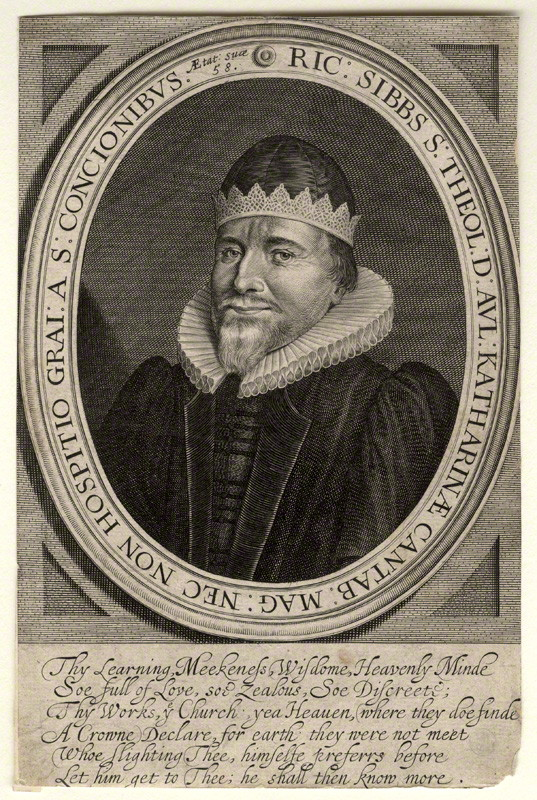 RIC: SIBBS S: THEOL: D: AVL: KATHARINÆ CANTAB: MAG: NEC NON HOSPITIO GRAI: A S: CONCIONIBVS.
Ætat: suæ
58.
Thy Learning, Meekeneſs, Wiſdome, Heavenly Minde
Soe full of Love, soe Zealous, Soe Diſcreete;
Thy Works, yͤ Church, yea Heauen, where they doe finde
A Crowne Declare, for earth they were not meet
Whoe ſlighting Thee, himſelfe preferrs before
Let him get to Thee; he shall then know more.